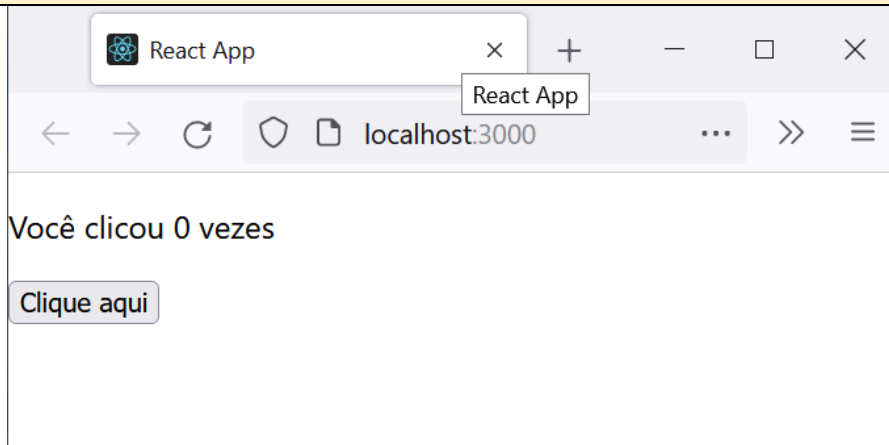 React App
React App
localhost:3000
Você clicou 0 vezes
Clique aqui